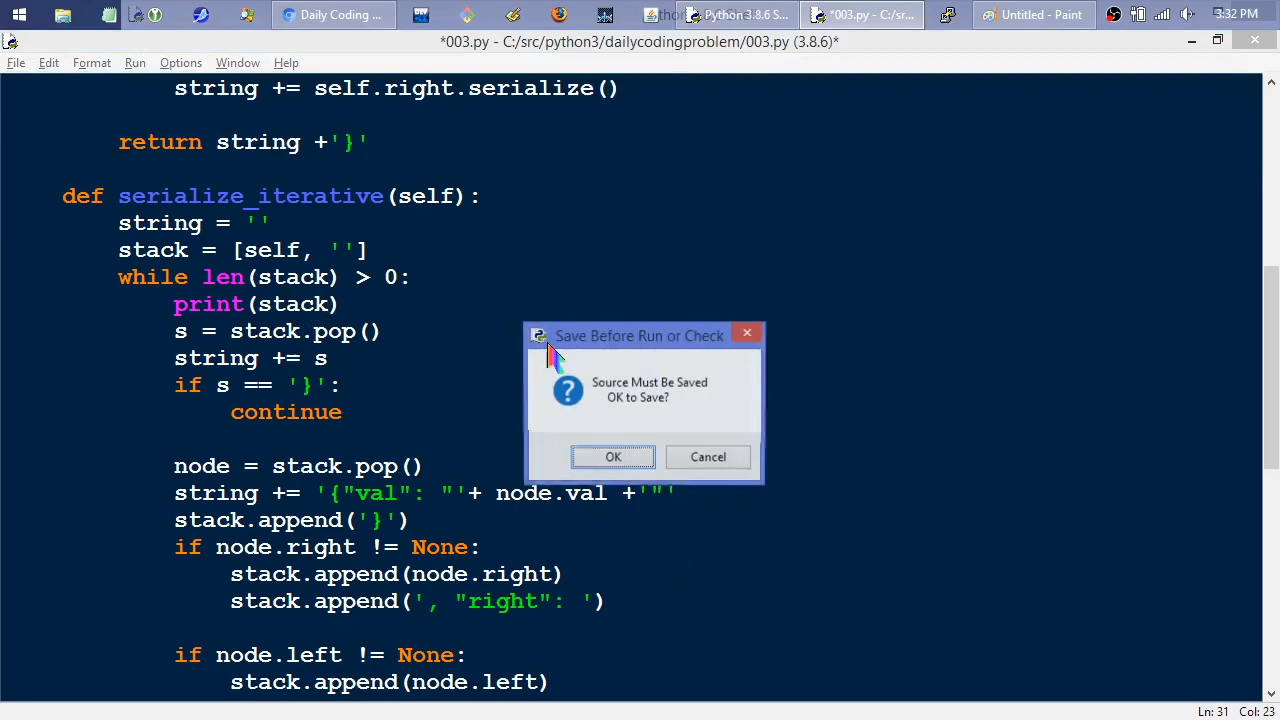 Daily Coding ...
Python 3.8.6 S...
*003.py - C:/sr...
Untitled - Paint
3:32 PM
*003.py - C:/src/python3/dailycodingproblem/003.py (3.8.6)*
File Edit Format Run Options Window Help
string += self.right.serialize()
return string +'}'
def serialize_iterative(self):
string = ''
stack = [self, '']
while len(stack) > 0:
print(stack)
s = stack.pop()
string += s
if s == '}':
continue
node = stack.pop()
string += '{"val": "'+ node.val +'"'
stack.append('}')
if node.right != None:
stack.append(node.right)
stack.append(', "right": ')
if node.left != None:
stack.append(node.left)
Save Before Run or Check
Source Must Be Saved
OK to Save?
OK Cancel
Ln: 31 Col: 23